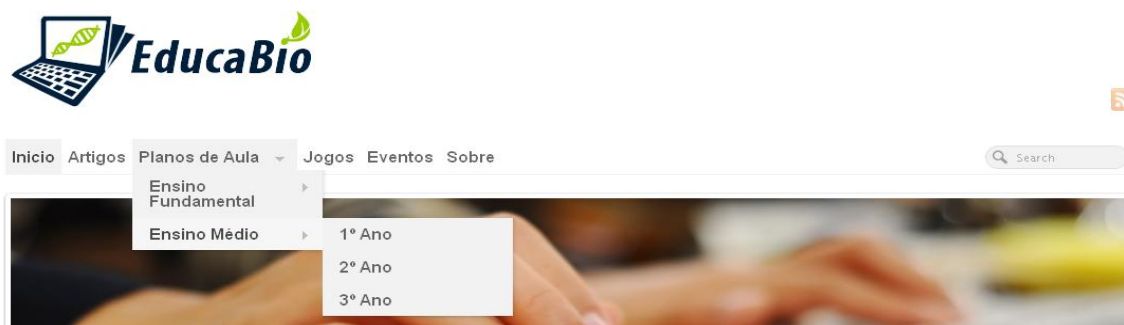 EducaBio
Inicio Artigos Planos de Aula Jogos Eventos Sobre
Search
Ensino
Fundamental
Ensino Médio
1º Ano
2º Ano
3º Ano